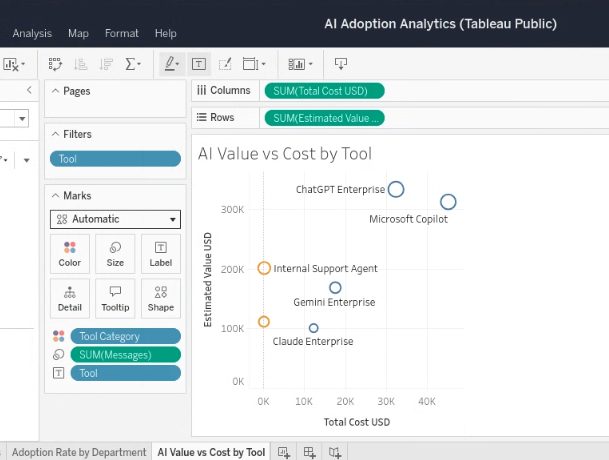 AI Adoption Analytics (Tableau Public)
Analysis Map Format Help
Pages
Columns SUM(Total Cost USD)
Rows SUM(Estimated Value ...
Filters
Tool
Marks
Automatic
Color Size Label
Detail Tooltip Shape
Tool Category
SUM(Messages)
Tool
AI Value vs Cost by Tool
Estimated Value USD
300K
200K
100K
0K
ChatGPT Enterprise
Microsoft Copilot
Internal Support Agent
Gemini Enterprise
Claude Enterprise
0K 10K 20K 30K 40K
Total Cost USD
Adoption Rate by Department AI Value vs Cost by Tool